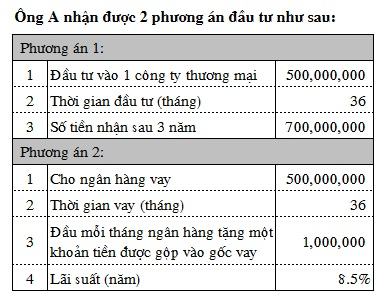 Ông A nhận được 2 phương án đầu tư như sau:
Phương án 1:
1 Đầu tư vào 1 công ty thương mại 500,000,000
2 Thời gian đầu tư (tháng) 36
3 Số tiền nhận sau 3 năm 700,000,000
Phương án 2:
1 Cho ngân hàng vay 500,000,000
2 Thời gian vay (tháng) 36
3 Đầu mỗi tháng ngân hàng tặng một
khoản tiền được gộp vào gốc vay 1,000,000
4 Lãi suất (năm) 8.5%